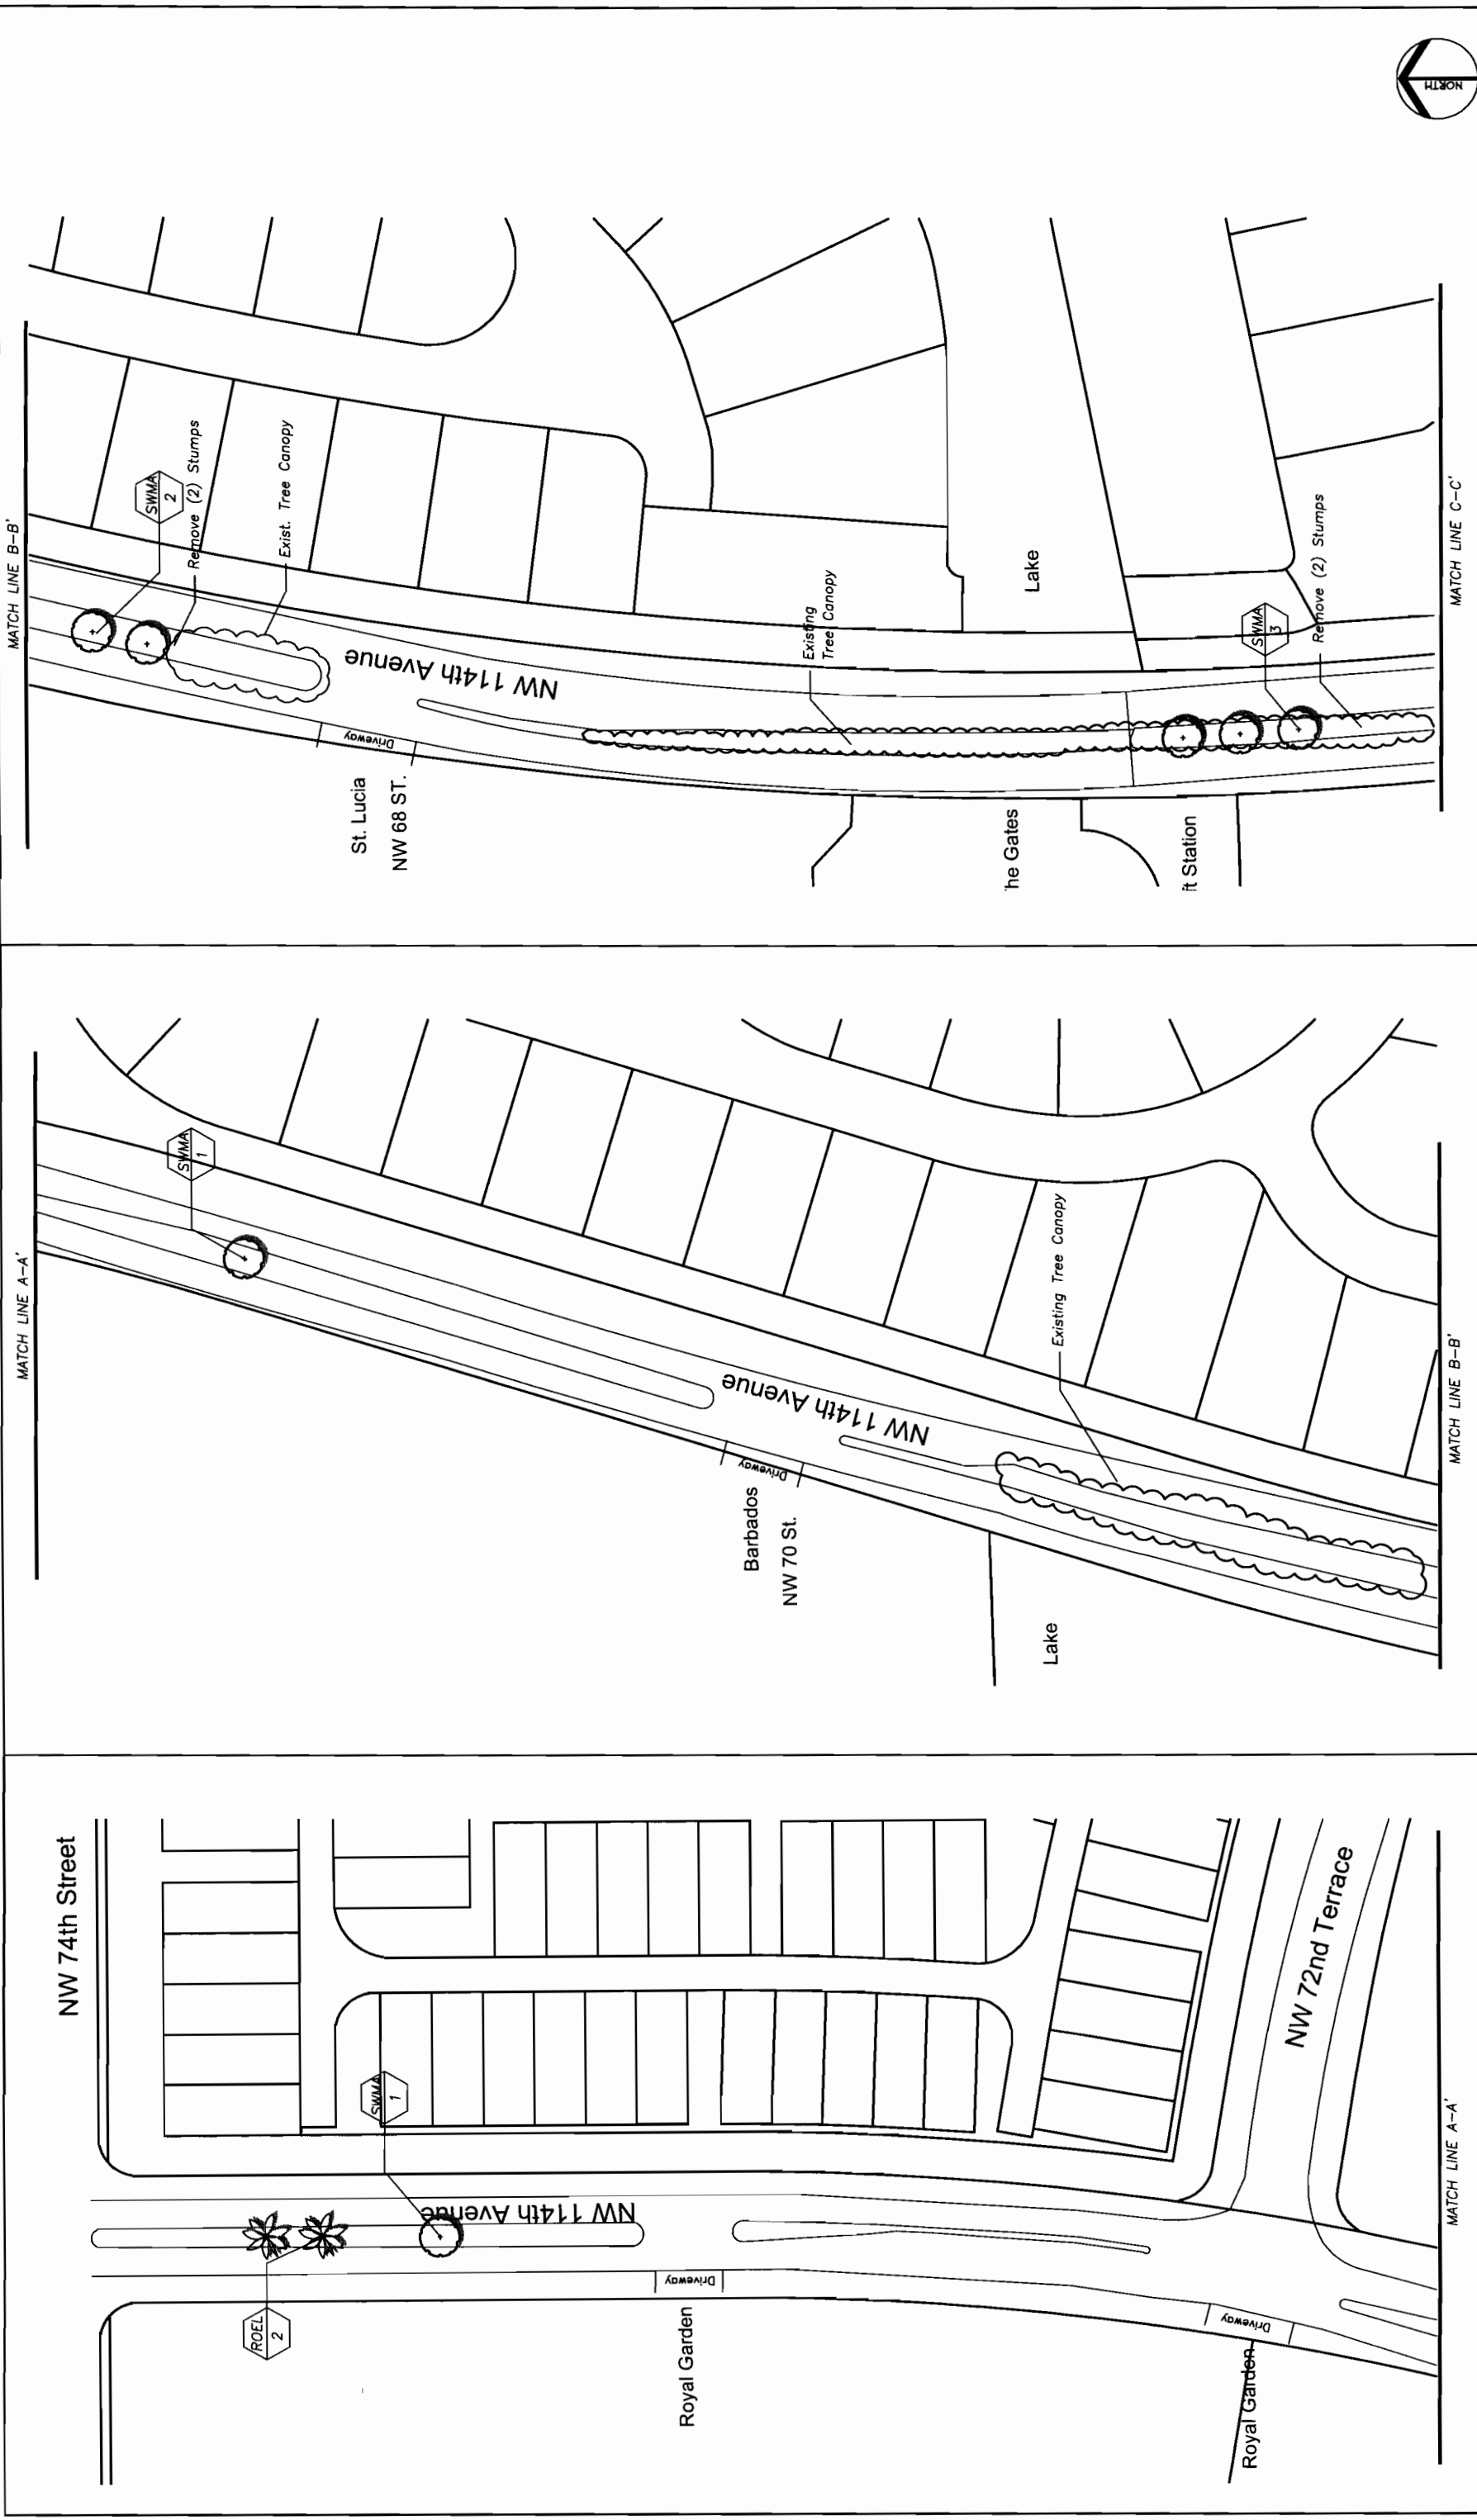 NORTH
MATCH LINE B-B'
SWMA
2
Remove (2) Stumps
Exist. Tree Canopy
NW 114th Avenue
Driveway
St. Lucia
NW 68 ST.
Existing
Tree Canopy
Lake
he Gates
ft Station
SWMA
3
Remove (2) Stumps
MATCH LINE C-C'
MATCH LINE A-A'
SWMA
1
NW 114th Avenue
Driveway
Barbados
NW 70 St.
Existing Tree Canopy
Lake
MATCH LINE B-B'
NW 74th Street
SWMA
1
NW 114th Avenue
ROEL
2
Driveway
Royal Garden
NW 72nd Terrace
Driveway
Royal Garden
MATCH LINE A-A'